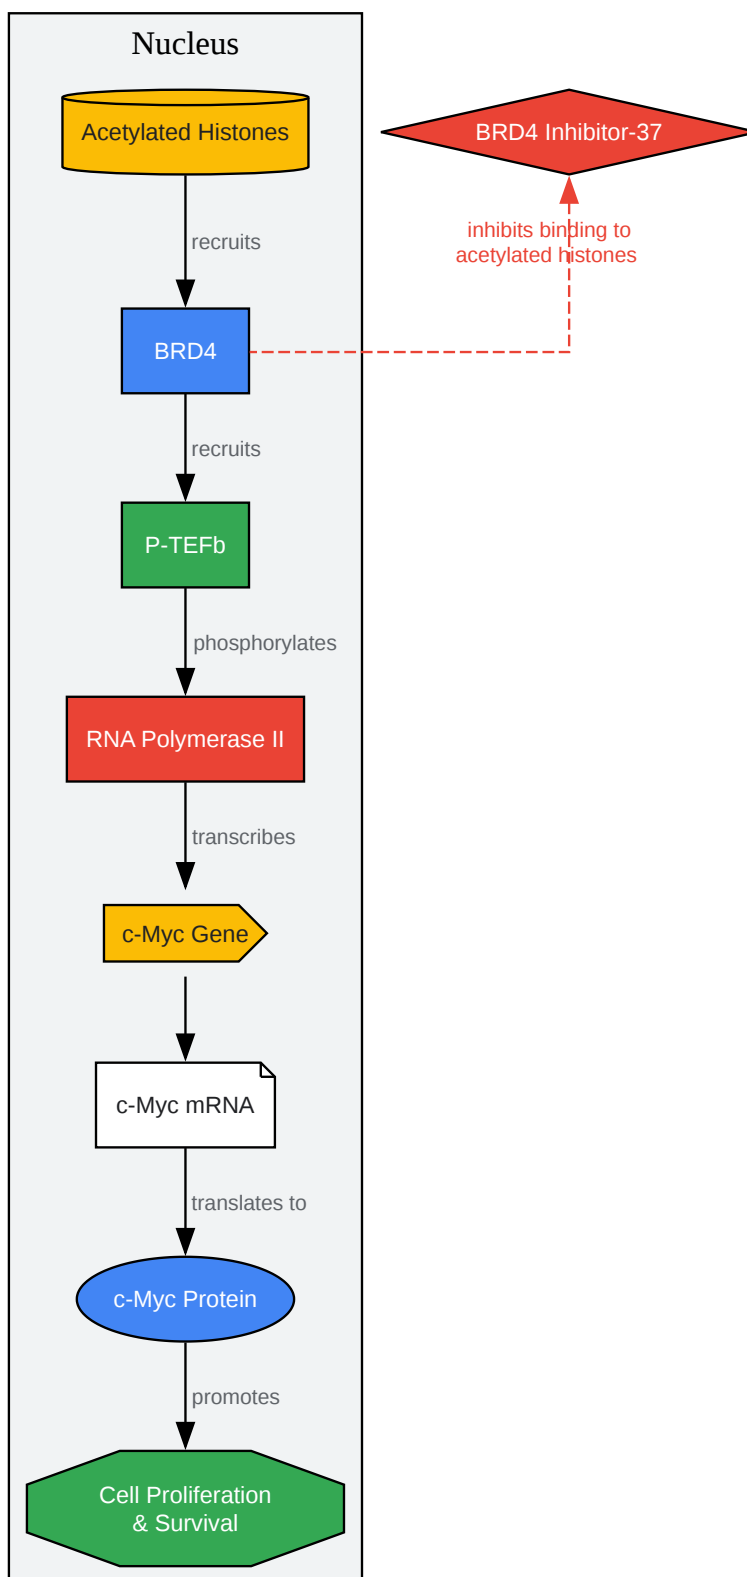 Nucleus
Acetylated Histones
BRD4 Inhibitor-37
recruits
inhibits binding to
acetylated histones
BRD4
recruits
P-TEFb
phosphorylates
RNA Polymerase II
transcribes
c-Myc Gene
c-Myc mRNA
translates to
c-Myc Protein
promotes
Cell Proliferation
& Survival